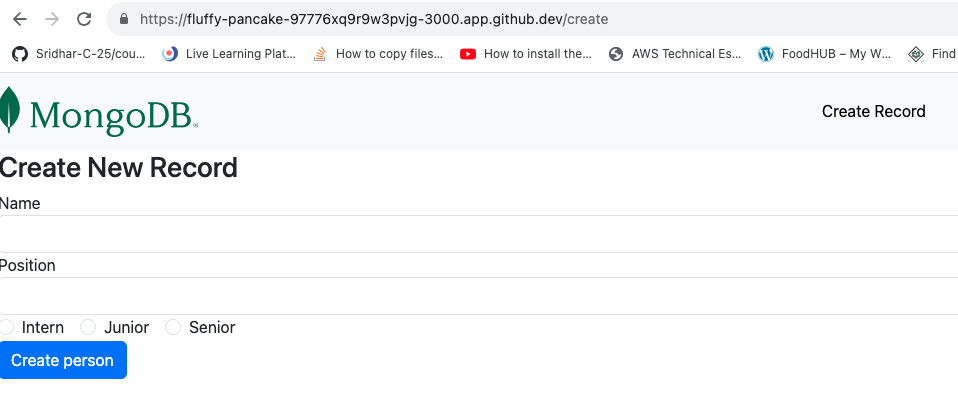 https://fluffy-pancake-97776xq9r9w3pvjg-3000.app.github.dev/create
Sridhar-C-25/cou... Live Learning Plat... How to copy files... How to install the... AWS Technical Es... FoodHUB – My W... Find
MongoDB® Create Record
Create New Record
Name
Position
Intern Junior Senior
Create person